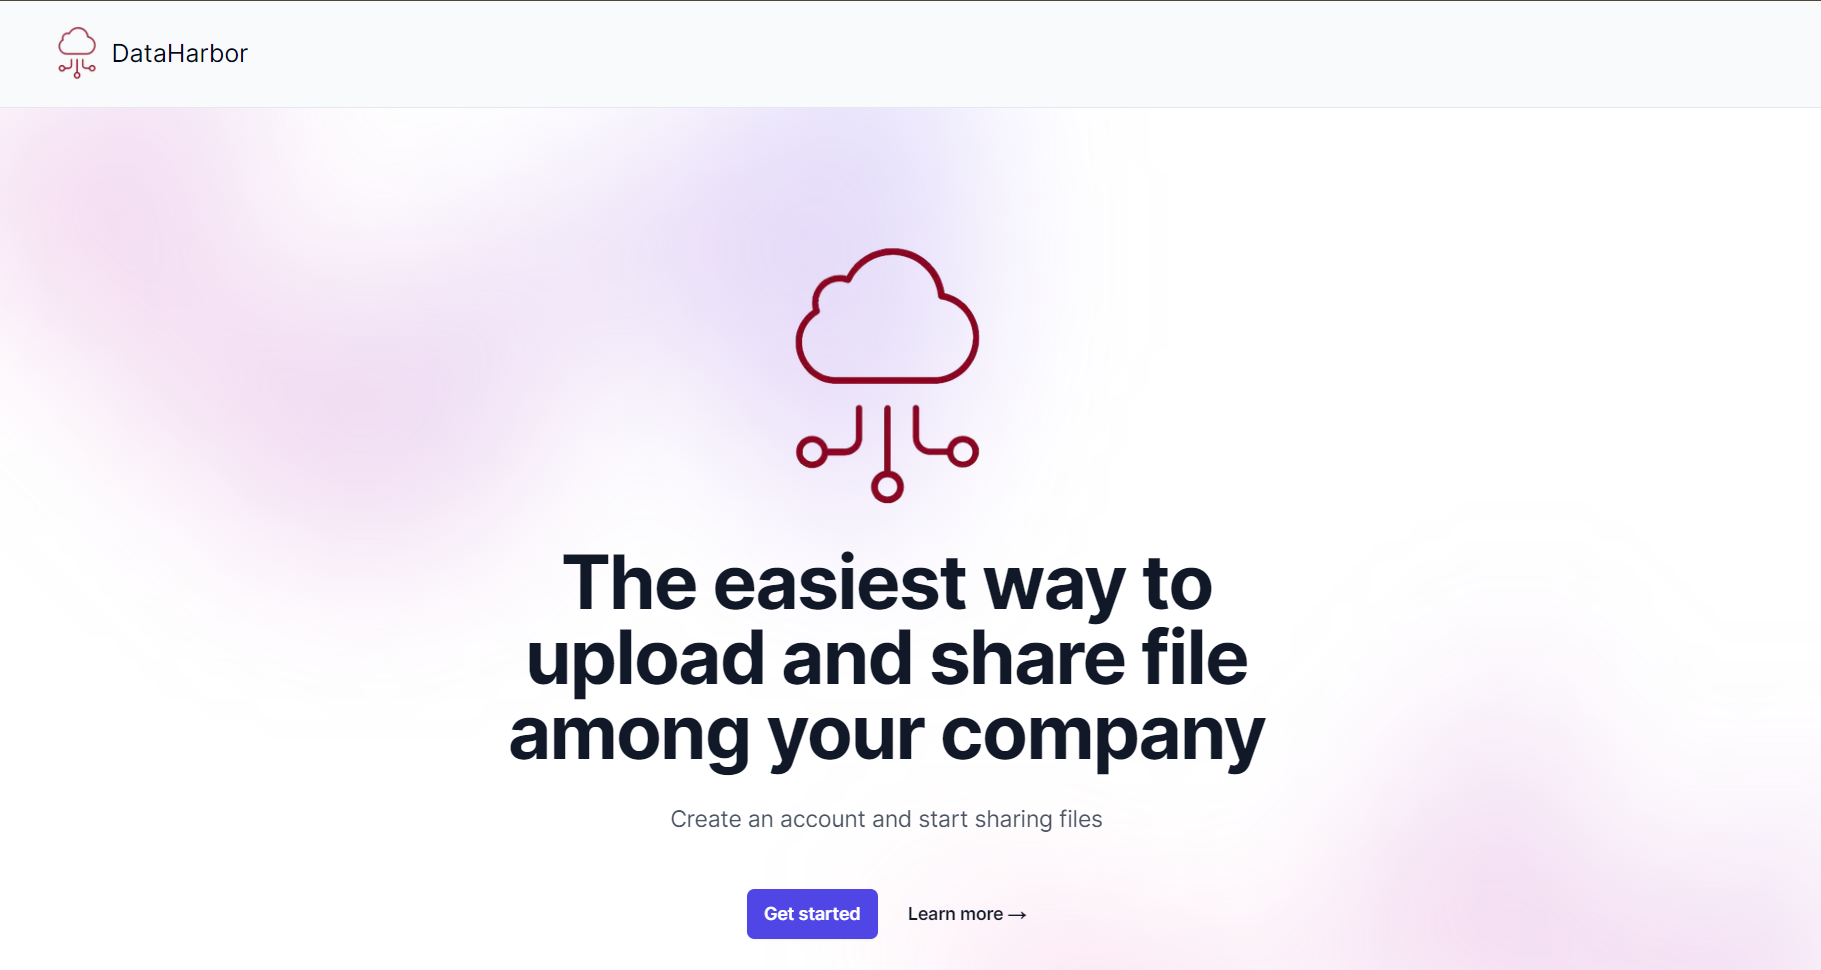 DataHarbor
The easiest way to
upload and share file
among your company
Create an account and start sharing files
Get started
Learn more →